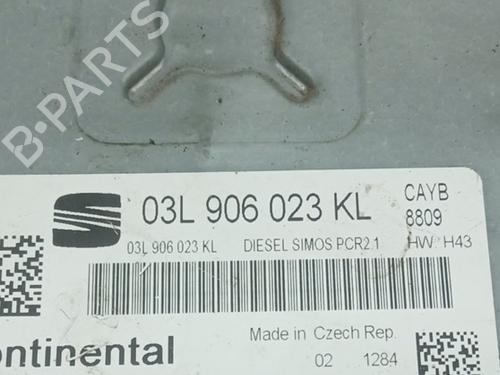 B-PARTS
03L 906 023 KL CAYB
8809
03L 906 023 KL DIESEL SIMOS PCR2.1 HW: H43
Made in Czech Rep.
ontinental
02 1284